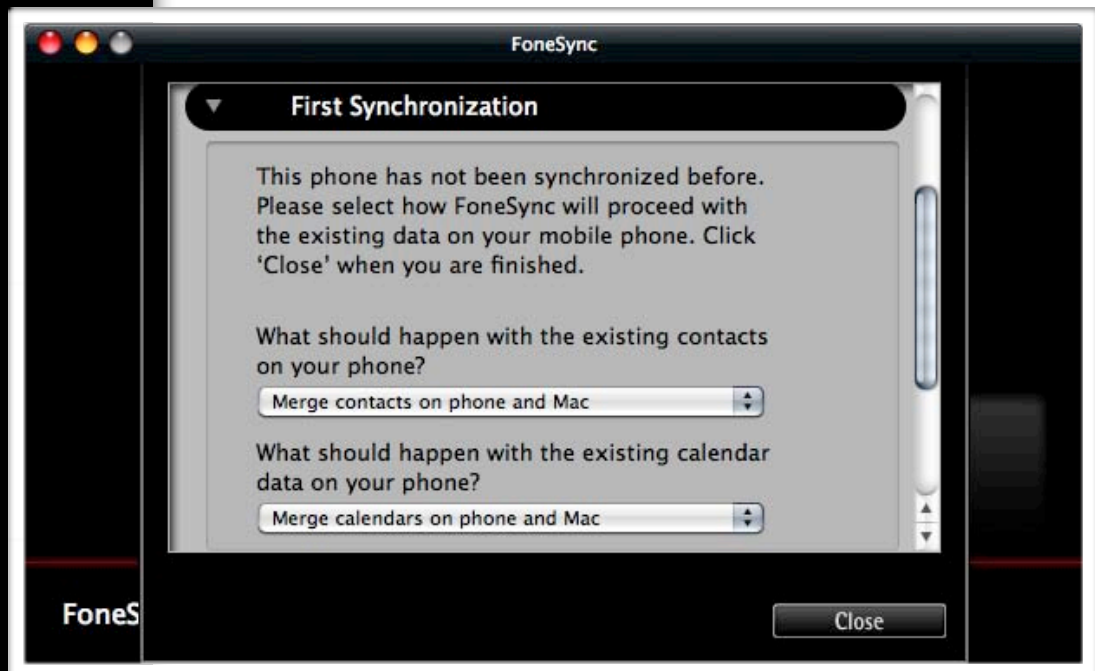 FoneSync
First Synchronization
This phone has not been synchronized before.
Please select how FoneSync will proceed with
the existing data on your mobile phone. Click
‘Close’ when you are finished.
What should happen with the existing contacts
on your phone?
Merge contacts on phone and Mac
What should happen with the existing calendar
data on your phone?
Merge calendars on phone and Mac
FoneS
Close